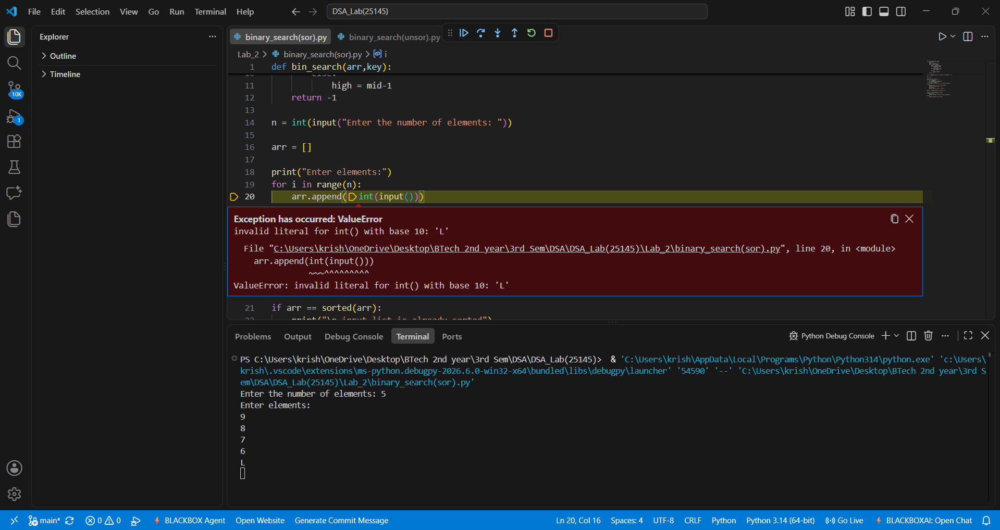 File Edit Selection View Go Run Terminal Help
DSA_Lab(25145)
Explorer
Outline
Timeline
10K
1
binary_search(sor).py
binary_search(unsor).py
Lab_2 > binary_search(sor).py > i
1 def bin_search(arr,key):
11 high = mid-1
12 return -1
13
14 n = int(input("Enter the number of elements: "))
15
16 arr = []
17
18 print("Enter elements:")
19 for i in range(n):
20 arr.append(int(input()))
Exception has occurred: ValueError
invalid literal for int() with base 10: 'L'
File "C:\Users\krish\OneDrive\Desktop\BTech 2nd year\3rd Sem\DSA\DSA_Lab(25145)\Lab_2\binary_search(sor).py", line 20, in <module>
arr.append(int(input()))
~~~^^^^^^^^^
ValueError: invalid literal for int() with base 10: 'L'
21 if arr == sorted(arr):
Problems Output Debug Console Terminal Ports
Python Debug Console
PS C:\Users\krish\OneDrive\Desktop\BTech 2nd year\3rd Sem\DSA\DSA_Lab(25145)> & 'C:\Users\krish\AppData\Local\Programs\Python\Python314\python.exe' 'c:\Users\
krish\.vscode\extensions\ms-python.debugpy-2026.6.0-win32-x64\bundled\libs\debugpy\launcher' '54590' '--' 'C:\Users\krish\OneDrive\Desktop\BTech 2nd year\3rd S
em\DSA\DSA_Lab(25145)\Lab_2\binary_search(sor).py'
Enter the number of elements: 5
Enter elements:
9
8
7
6
L
main* 0 0 BLACKBOX Agent Open Website Generate Commit Message
Ln 20, Col 16 Spaces: 4 UTF-8 CRLF Python Python 3.14 (64-bit) Go Live BLACKBOXAI: Open Chat